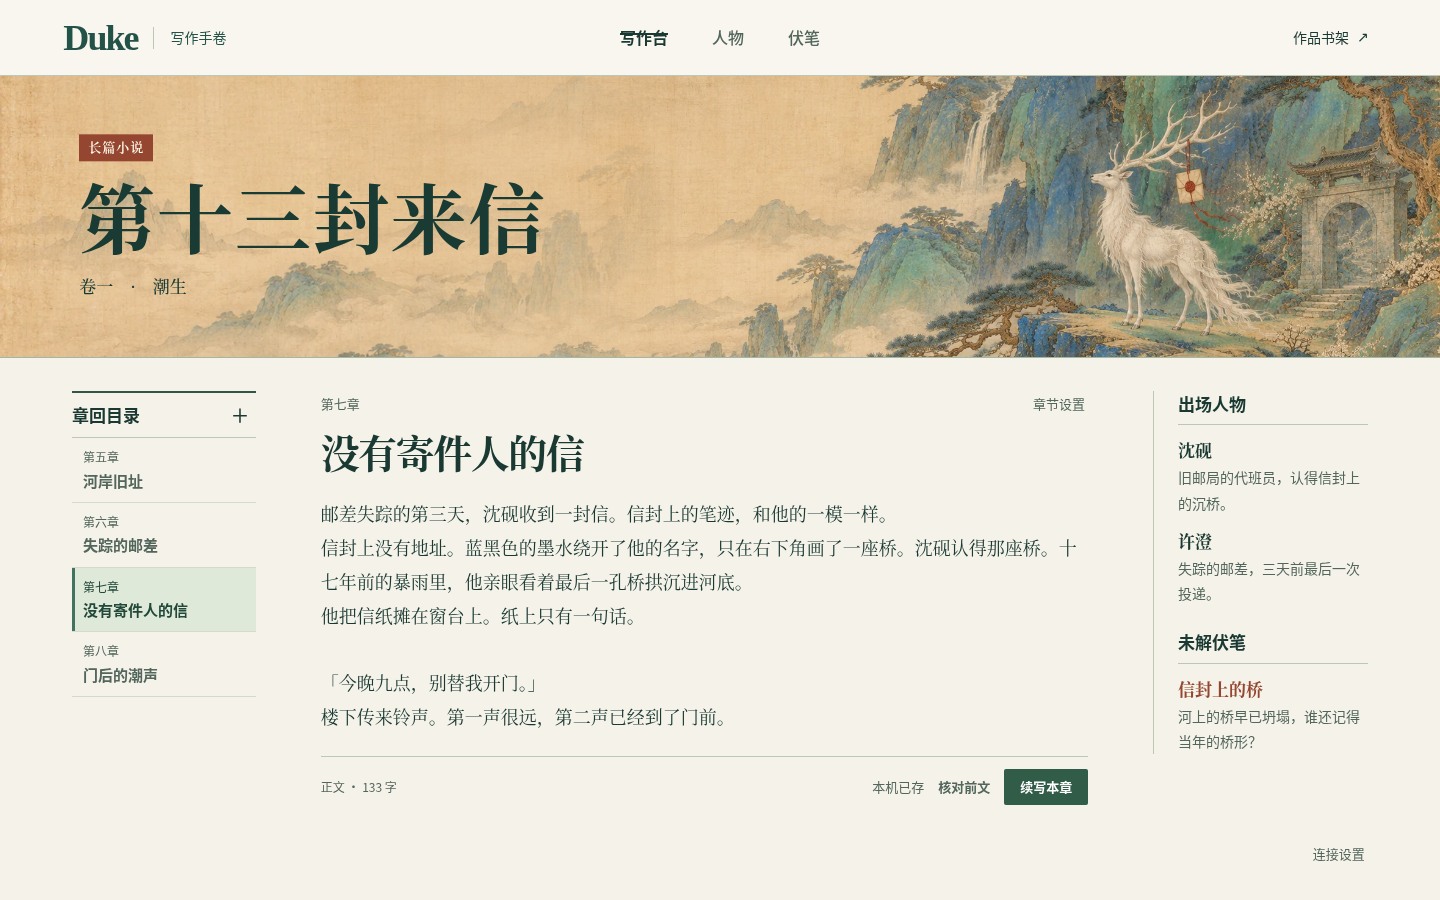 Duke
写作手卷
写作台
人物
伏笔
作品书架 ↗
长篇小说
第十三封来信
卷一 · 潮生
章回目录 +
第五章
河岸旧址
第六章
失踪的邮差
第七章
没有寄件人的信
第八章
门后的潮声
第七章
章节设置
没有寄件人的信
邮差失踪的第三天，沈砚收到一封信。信封上的笔迹，和他的一模一样。
信封上没有地址。蓝黑色的墨水绕开了他的名字，只在右下角画了一座桥。沈砚认得那座桥。十
七年前的暴雨里，他亲眼看着最后一孔桥拱沉进河底。
他把信纸摊在窗台上。纸上只有一句话。
「今晚九点，别替我开门。」
楼下传来铃声。第一声很远，第二声已经到了门前。
正文 · 133 字
本机已存
核对前文
续写本章
出场人物
沈砚
旧邮局的代班员，认得信封上
的沉桥。
许澄
失踪的邮差，三天前最后一次
投递。
未解伏笔
信封上的桥
河上的桥早已坍塌，谁还记得
当年的桥形？
连接设置